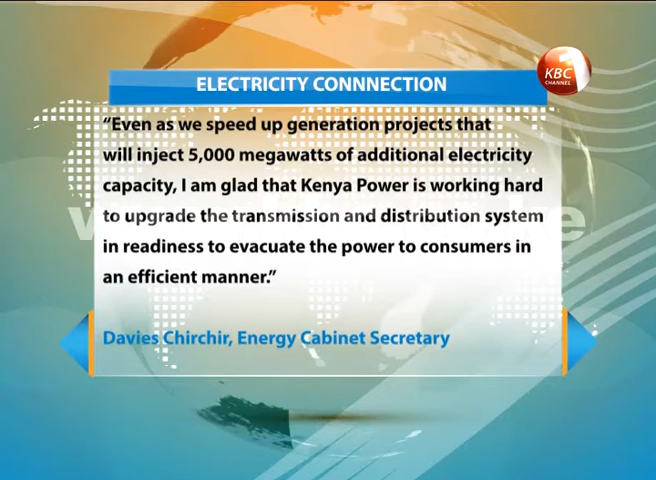 ELECTRICITY CONNNECTION
KBC
CHANNEL
1
“Even as we speed up generation projects that
will inject 5,000 megawatts of additional electricity
capacity, I am glad that Kenya Power is working hard
to upgrade the transmission and distribution system
in readiness to evacuate the power to consumers in
an efficient manner.”
Davies Chirchir, Energy Cabinet Secretary